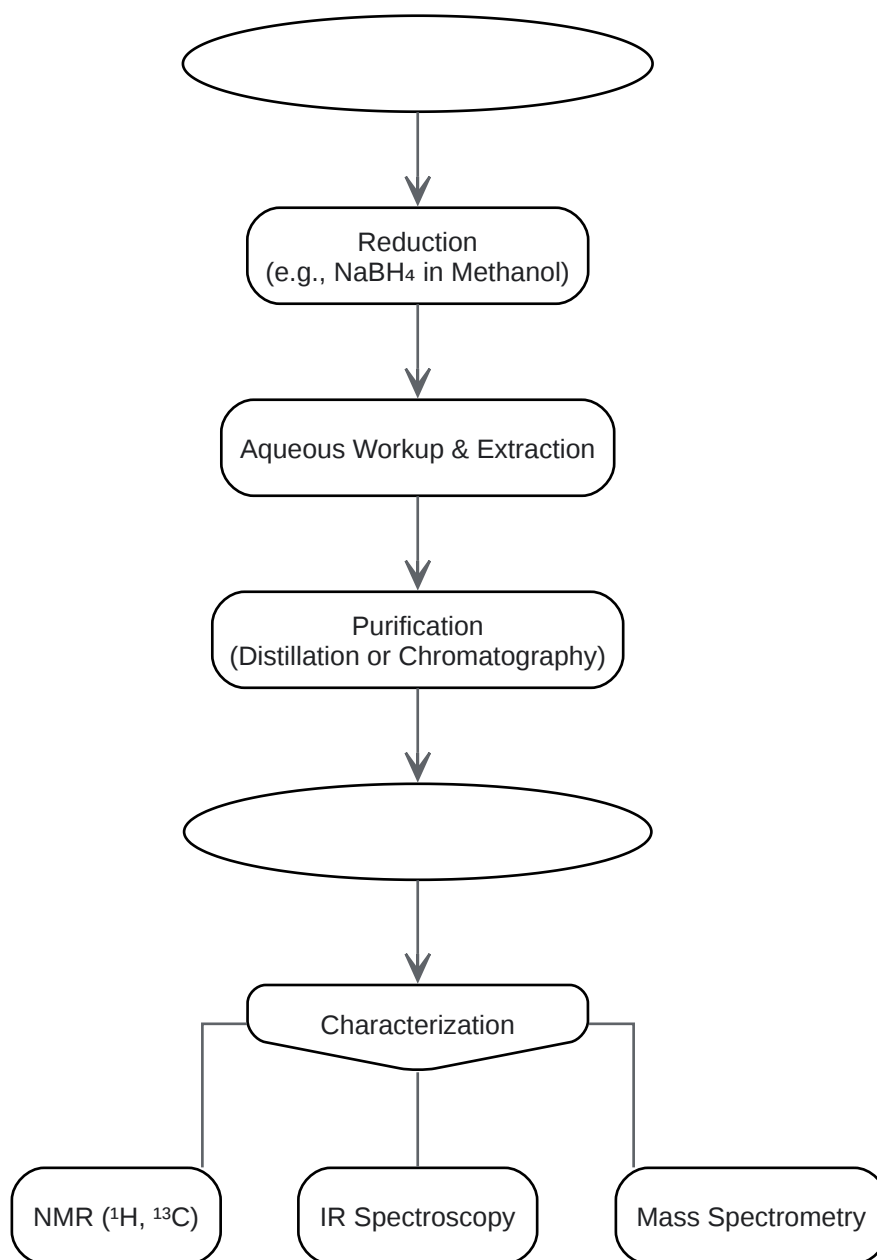 Reduction
(e.g., NaBH₄ in Methanol)
Aqueous Workup & Extraction
Purification
(Distillation or Chromatography)
Characterization
NMR (¹H, ¹³C)
IR Spectroscopy
Mass Spectrometry